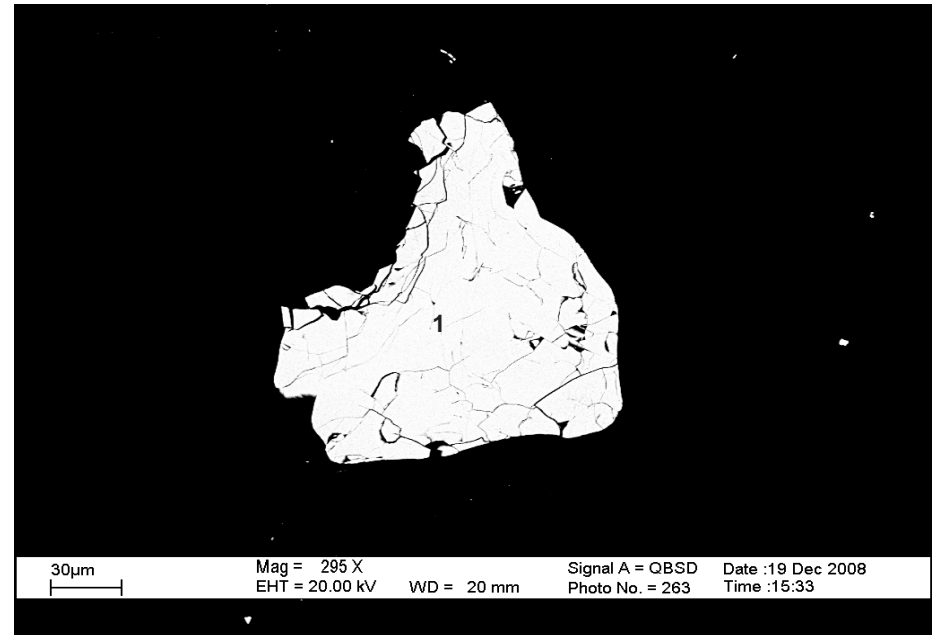 1
30µm
Mag = 295 X
EHT = 20.00 kV WD = 20 mm
Signal A = QBSD
Photo No. = 263
Date :19 Dec 2008
Time :15:33